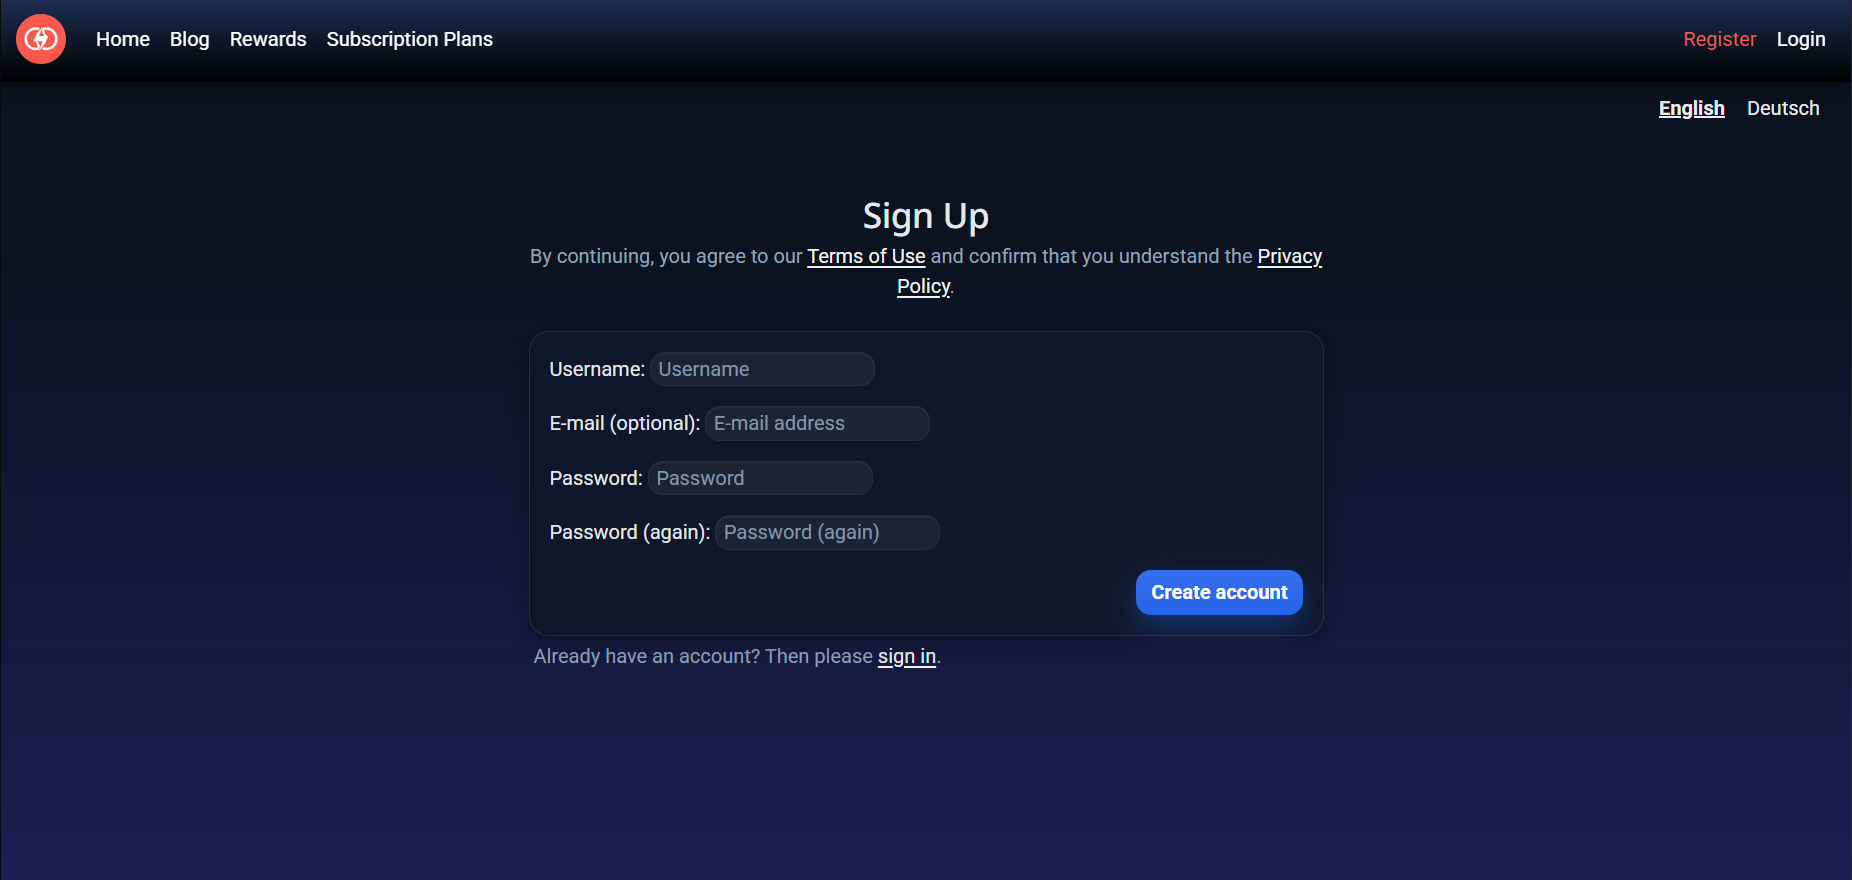 Home Blog Rewards Subscription Plans Register Login
English Deutsch
Sign Up
By continuing, you agree to our Terms of Use and confirm that you understand the Privacy
Policy.
Username: Username
E-mail (optional): E-mail address
Password: Password
Password (again): Password (again)
Create account
Already have an account? Then please sign in.